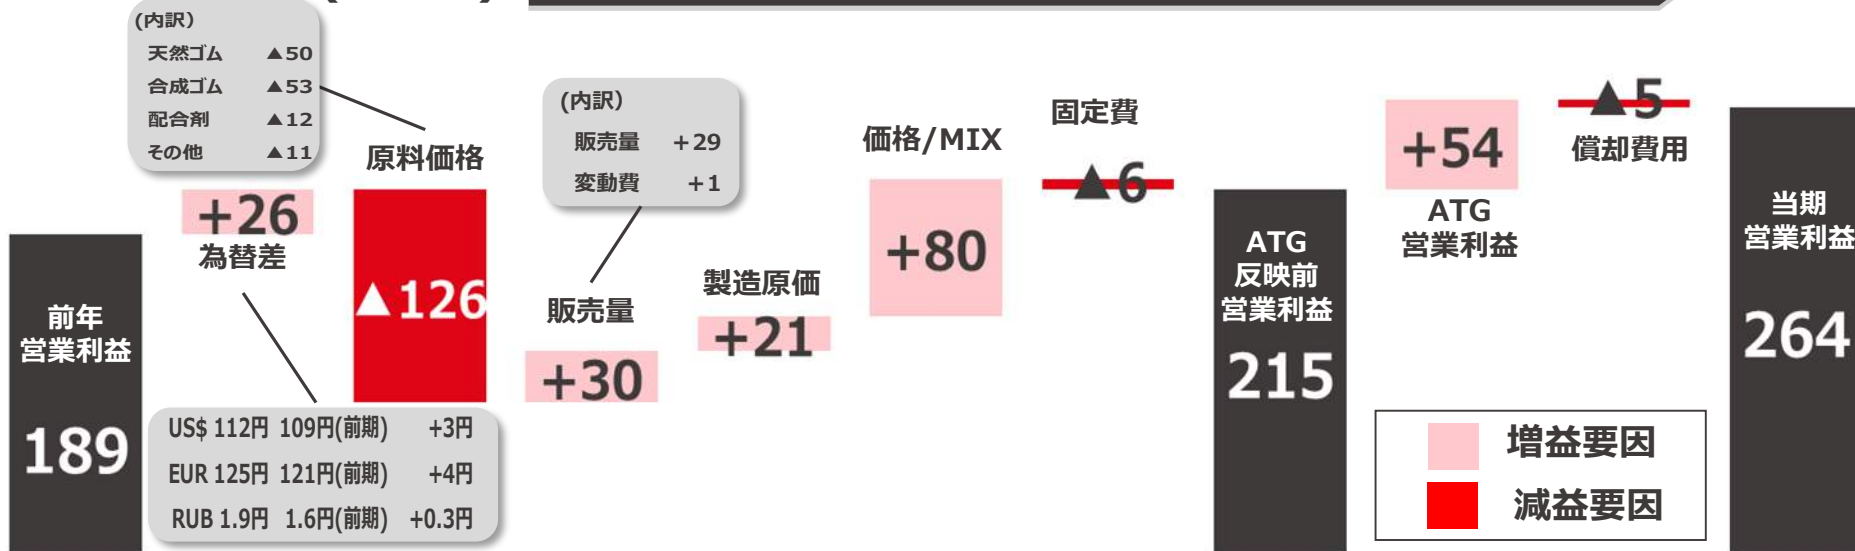 (内訳)
天然ゴム ▲50
合成ゴム ▲53
配合剤 ▲12
その他 ▲11
前年
営業利益
189
+26
為替差
US$ 112円 109円(前期) +3円
EUR 125円 121円(前期) +4円
RUB 1.9円 1.6円(前期) +0.3円
原料価格
▲126
(内訳)
販売量 +29
変動費 +1
販売量
+30
製造原価
+21
価格/MIX
+80
固定費
▲6
ATG
反映前
営業利益
215
+54
ATG
営業利益
▲5
償却費用
当期
営業利益
264
増益要因
減益要因